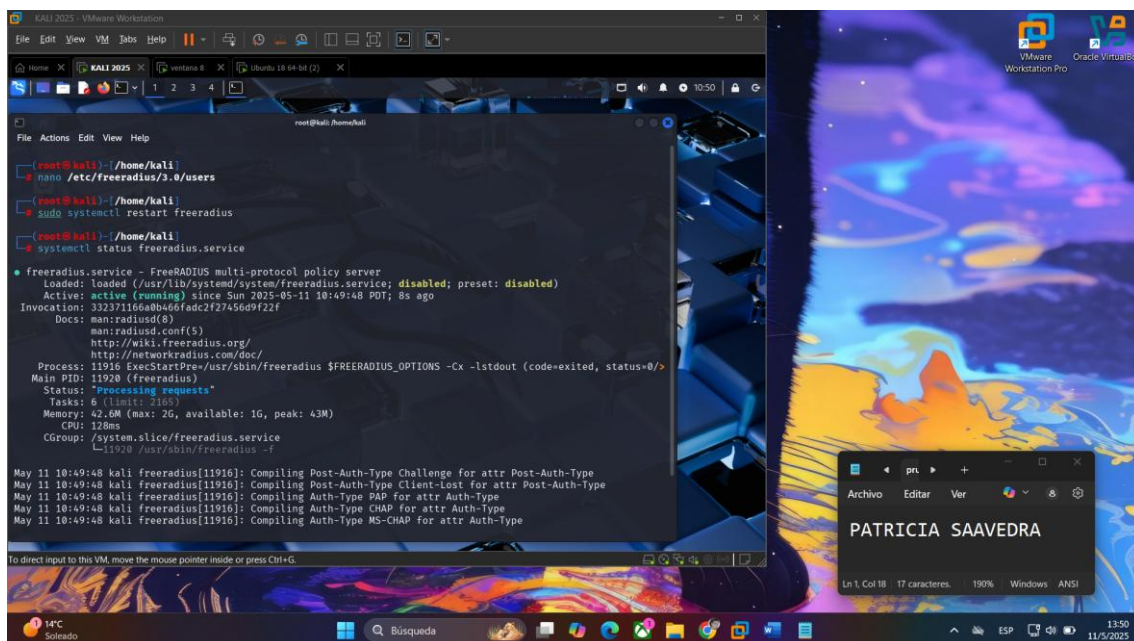 KALI 2025 - VMware Workstation
File Edit View VM Tabs Help
Home KALI 2025 ventana 8 Ubuntu 18 64-bit (2)
1 2 3 4 10:50
root@kali: /home/kali
File Actions Edit View Help
(root㉿kali)-[/home/kali]
# nano /etc/freeradius/3.0/users
(root㉿kali)-[/home/kali]
# sudo systemctl restart freeradius
(root㉿kali)-[/home/kali]
# systemctl status freeradius.service
● freeradius.service - FreeRADIUS multi-protocol policy server
Loaded: loaded (/usr/lib/systemd/system/freeradius.service; disabled; preset: disabled)
Active: active (running) since Sun 2025-05-11 10:49:48 PDT; 8s ago
Invocation: 332371166a0b466fadc2f27456d9f22f
Docs: man:radiusd(8)
man:radiusd.conf(5)
http://wiki.freeradius.org/
http://networkradius.com/doc/
Process: 11916 ExecStartPre=/usr/sbin/freeradius $FREERADIUS_OPTIONS -Cx -lstdout (code=exited, status=0/>
Main PID: 11920 (freeradius)
Status: "Processing requests"
Tasks: 6 (limit: 2165)
Memory: 42.6M (max: 2G, available: 1G, peak: 43M)
CPU: 128ms
CGroup: /system.slice/freeradius.service
└─11920 /usr/sbin/freeradius -f
May 11 10:49:48 kali freeradius[11916]: Compiling Post-Auth-Type Challenge for attr Post-Auth-Type
May 11 10:49:48 kali freeradius[11916]: Compiling Post-Auth-Type Client-Lost for attr Post-Auth-Type
May 11 10:49:48 kali freeradius[11916]: Compiling Auth-Type PAP for attr Auth-Type
May 11 10:49:48 kali freeradius[11916]: Compiling Auth-Type CHAP for attr Auth-Type
May 11 10:49:48 kali freeradius[11916]: Compiling Auth-Type MS-CHAP for attr Auth-Type
To direct input to this VM, move the mouse pointer inside or press Ctrl+G.
VMware
Workstation Pro
Oracle VirtualBo
pru
Archivo Editar Ver
PATRICIA SAAVEDRA
Ln 1, Col 18 17 caracteres. 190% Windows ANSI
1 14°C
Soleado
Búsqueda
ESP
13:50
11/5/2025